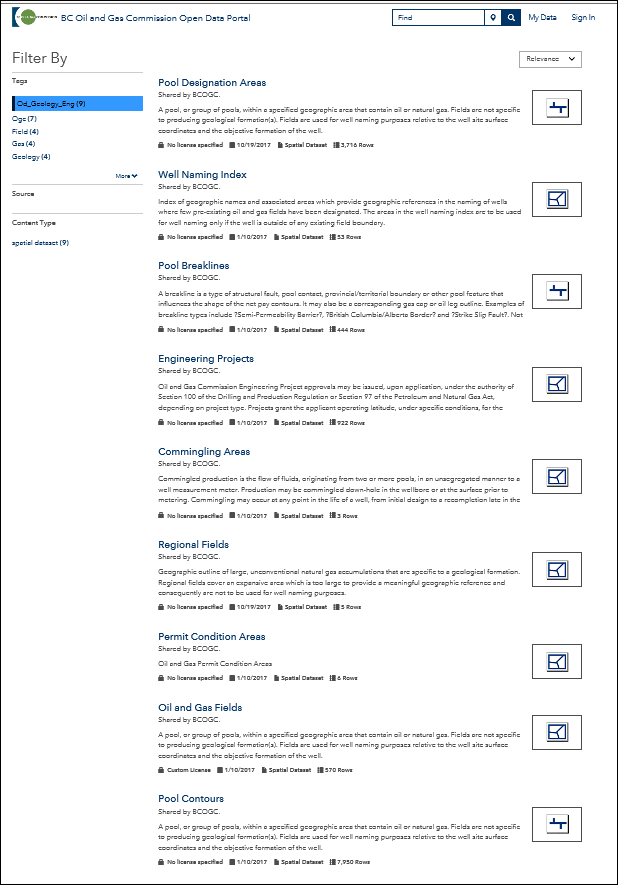 BC Oil and Gas Commission Open Data Portal
Find
My Data
Sign In
Filter By
Relevance
Tags
Od_Geology_Eng (9)
Ogc (7)
Field (4)
Gas (4)
Geology (4)
More
Source
Content Type
spatial dataset (9)
Pool Designation Areas
Shared by BCOGC.
A pool, or group of pools, within a specified geographic area that contain oil or natural gas. Fields are not specific
to producing geological formation(s). Fields are used for well naming purposes relative to the well site surface
coordinates and the objective formation of the well.
No license specified 10/19/2017 Spatial Dataset 3,716 Rows
Well Naming Index
Shared by BCOGC.
Index of geographic names and associated areas which provide geographic references in the naming of wells
where few pre-existing oil and gas fields have been designated. The areas in the well naming index are to be used
for well naming only if the well is outside of any existing field boundary.
No license specified 1/10/2017 Spatial Dataset 53 Rows
Pool Breaklines
Shared by BCOGC.
A breakline is a type of structural fault, pool contact, provincial/territorial boundary or other pool feature that
influences the shape of the net pay contours. It may also be a corresponding gas cap or oil leg outline. Examples of
breakline types include ?Semi-Permeability Barrier?, ?British Columbia/Alberta Border? and ?Strike Slip Fault?. Not
No license specified 1/10/2017 Spatial Dataset 444 Rows
Engineering Projects
Shared by BCOGC.
Oil and Gas Commission Engineering Project approvals may be issued, upon application, under the authority of
Section 100 of the Drilling and Production Regulation or Section 97 of the Petroleum and Natural Gas Act,
depending on project type. Projects grant the applicant operating latitude, under specific conditions, for the
No license specified 1/10/2017 Spatial Dataset 922 Rows
Commingling Areas
Shared by BCOGC.
Commingled production is the flow of fluids, originating from two or more pools, in an unsegregated manner to a
well measurement meter. Production may be commingled down-hole in the wellbore or at the surface prior to
metering. Commingling may occur at any point in the life of a well, from initial design to a recompletion late in the
No license specified 1/10/2017 Spatial Dataset 3 Rows
Regional Fields
Shared by BCOGC.
Geographic outline of large, unconventional natural gas accumulations that are specific to a geological formation.
Regional fields cover an expansive area which is too large to provide a meaningful geographic reference and
consequently are not to be used for well naming purposes.
No license specified 10/19/2017 Spatial Dataset 5 Rows
Permit Condition Areas
Shared by BCOGC.
Oil and Gas Permit Condition Areas
No license specified 1/10/2017 Spatial Dataset 6 Rows
Oil and Gas Fields
Shared by BCOGC.
A pool, or group of pools, within a specified geographic area that contain oil or natural gas. Fields are not specific
to producing geological formation(s). Fields are used for well naming purposes relative to the well site surface
coordinates and the objective formation of the well.
Custom License 1/10/2017 Spatial Dataset 570 Rows
Pool Contours
Shared by BCOGC.
A pool, or group of pools, within a specified geographic area that contain oil or natural gas. Fields are not specific
to producing geological formation(s). Fields are used for well naming purposes relative to the well site surface
coordinates and the objective formation of the well.
No license specified 1/10/2017 Spatial Dataset 7,950 Rows